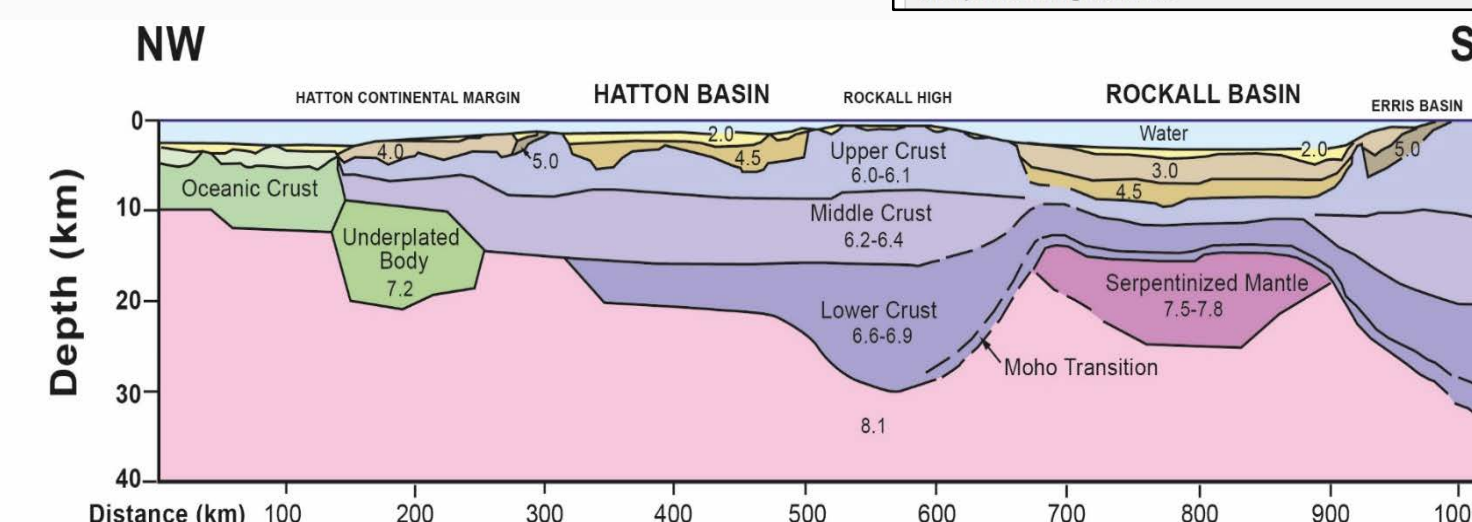 NW
S
HATTON CONTINENTAL MARGIN
HATTON BASIN
ROCKALL HIGH
ROCKALL BASIN
ERRIS BASIN
0
10
20
30
40
Depth (km)
4.0
5.0
2.0
4.5
Water
2.0
3.0
4.5
5.0
Oceanic Crust
Upper Crust
6.0-6.1
Middle Crust
6.2-6.4
Underplated
Body
7.2
Lower Crust
6.6-6.9
Serpentinized Mantle
7.5-7.8
Moho Transition
8.1
Distance (km) 100 200 300 400 500 600 700 800 900 100